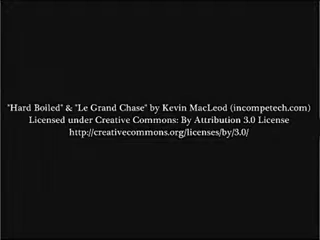 "Hard Boiled" & "Le Grand Chase" by Kevin MacLeod (incompetech.com)
Licensed under Creative Commons: By Attribution 3.0 License
http://creativecommons.org/licenses/by/3.0/